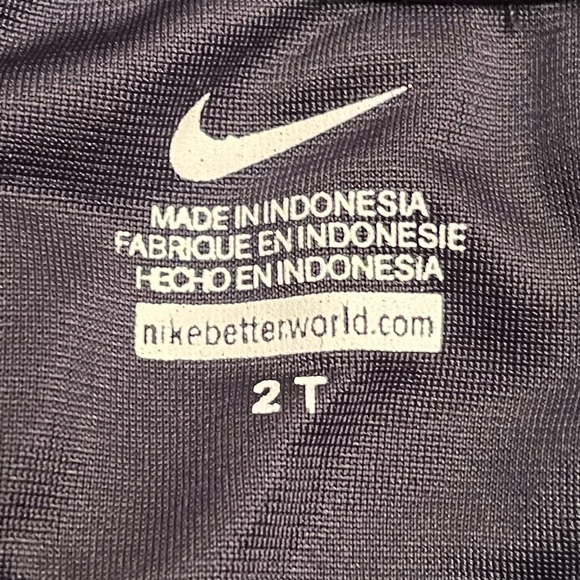 MADE IN INDONESIA
FABRIQUE EN INDONESIE
HECHO EN INDONESIA
nikebetterworld.com
2T